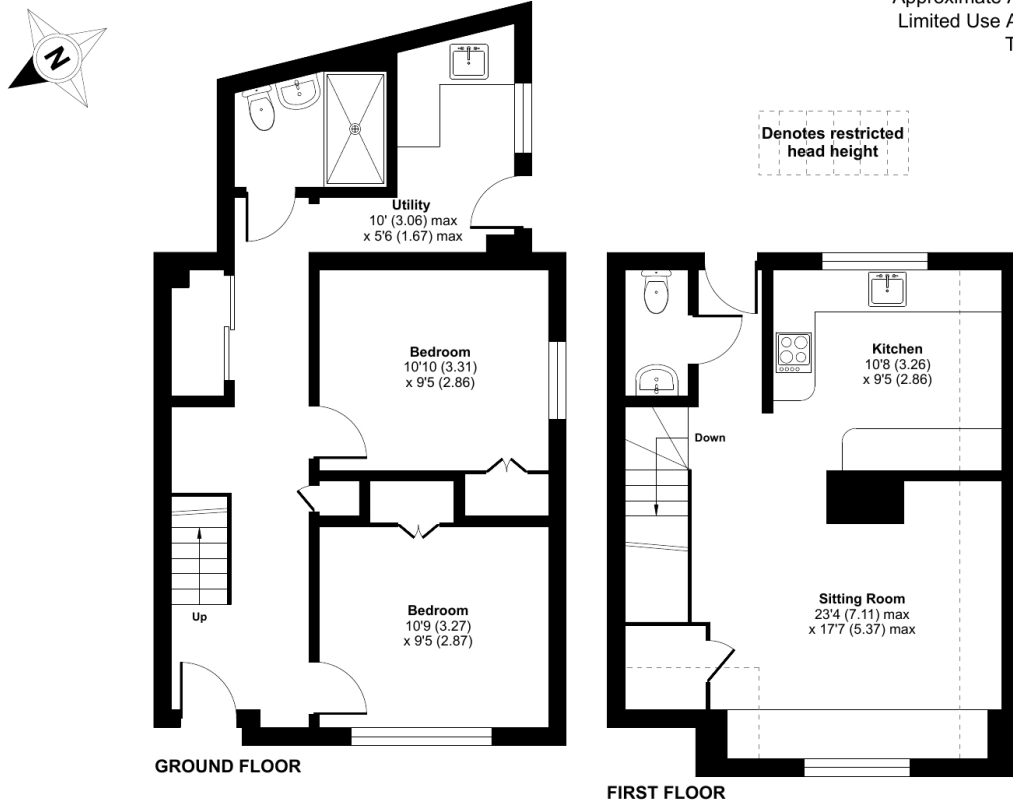 Approximate A
Limited Use A
T
N
Denotes restricted
head height
Utility
10' (3.06) max
x 5'6 (1.67) max
Bedroom
10'10 (3.31)
x 9'5 (2.86)
Kitchen
10'8 (3.26)
x 9'5 (2.86)
Down
Up
Bedroom
10'9 (3.27)
x 9'5 (2.87)
Sitting Room
23'4 (7.11) max
x 17'7 (5.37) max
GROUND FLOOR
FIRST FLOOR